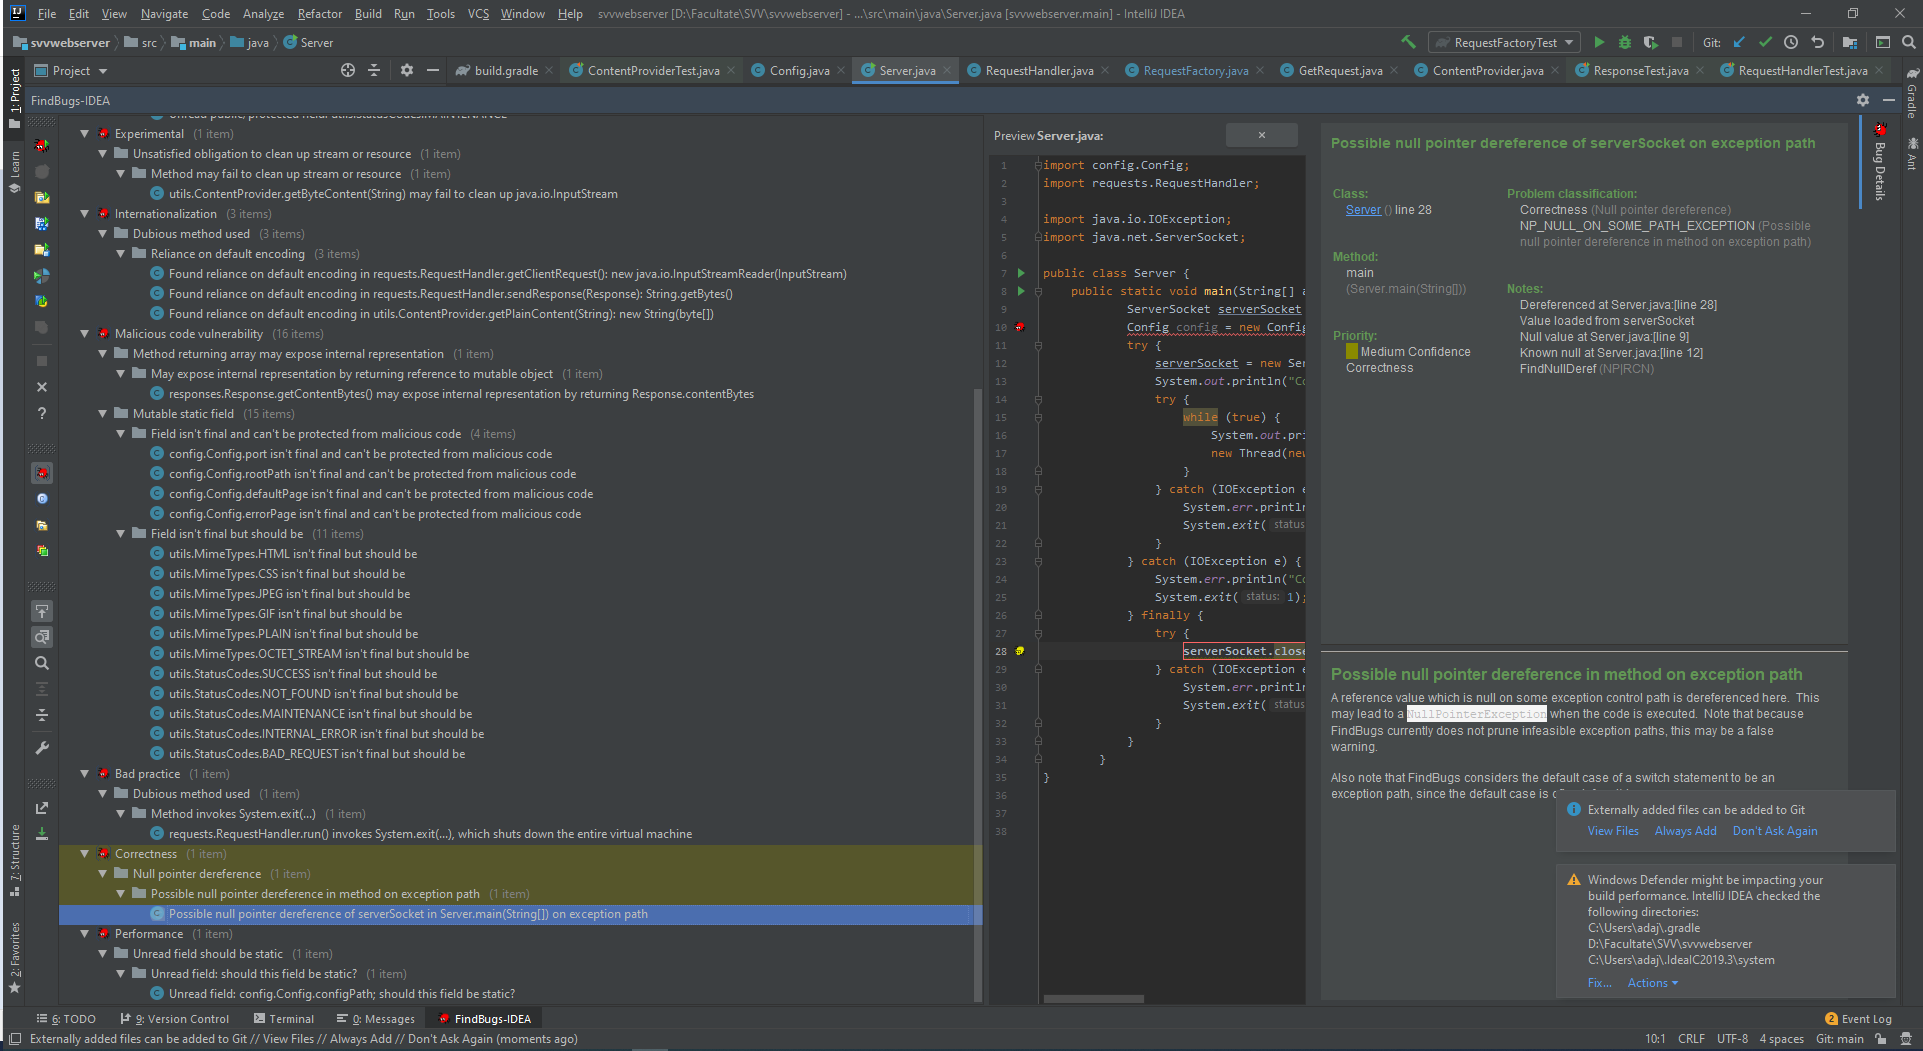 File Edit View Navigate Code Analyze Refactor Build Run Tools VCS Window Help svvwebserver [D:\Facultate\SVV\svvwebserver] - ...\src\main\java\Server.java [svvwebserver.main] - IntelliJ IDEA
svvwebserver src main java Server RequestFactoryTest Git:
Project build.gradle ContentProviderTest.java Config.java Server.java RequestHandler.java RequestFactory.java GetRequest.java ContentProvider.java ResponseTest.java RequestHandlerTest.java
FindBugs-IDEA
1: Project
Learn
7: Structure
2: Favorites
Experimental (1 item)
Unsatisfied obligation to clean up stream or resource (1 item)
Method may fail to clean up stream or resource (1 item)
utils.ContentProvider.getByteContent(String) may fail to clean up java.io.InputStream
Internationalization (3 items)
Dubious method used (3 items)
Reliance on default encoding (3 items)
Found reliance on default encoding in requests.RequestHandler.getClientRequest(): new java.io.InputStreamReader(InputStream)
Found reliance on default encoding in requests.RequestHandler.sendResponse(Response): String.getBytes()
Found reliance on default encoding in utils.ContentProvider.getPlainContent(String): new String(byte[])
Malicious code vulnerability (16 items)
Method returning array may expose internal representation (1 item)
May expose internal representation by returning reference to mutable object (1 item)
responses.Response.getContentBytes() may expose internal representation by returning Response.contentBytes
Mutable static field (15 items)
Field isn't final and can't be protected from malicious code (4 items)
config.Config.port isn't final and can't be protected from malicious code
config.Config.rootPath isn't final and can't be protected from malicious code
config.Config.defaultPage isn't final and can't be protected from malicious code
config.Config.errorPage isn't final and can't be protected from malicious code
Field isn't final but should be (11 items)
utils.MimeTypes.HTML isn't final but should be
utils.MimeTypes.CSS isn't final but should be
utils.MimeTypes.JPEG isn't final but should be
utils.MimeTypes.GIF isn't final but should be
utils.MimeTypes.PLAIN isn't final but should be
utils.MimeTypes.OCTET_STREAM isn't final but should be
utils.StatusCodes.SUCCESS isn't final but should be
utils.StatusCodes.NOT_FOUND isn't final but should be
utils.StatusCodes.MAINTENANCE isn't final but should be
utils.StatusCodes.INTERNAL_ERROR isn't final but should be
utils.StatusCodes.BAD_REQUEST isn't final but should be
Bad practice (1 item)
Dubious method used (1 item)
Method invokes System.exit(...) (1 item)
requests.RequestHandler.run() invokes System.exit(...), which shuts down the entire virtual machine
Correctness (1 item)
Null pointer dereference (1 item)
Possible null pointer dereference in method on exception path (1 item)
Possible null pointer dereference of serverSocket in Server.main(String[]) on exception path
Performance (1 item)
Unread field should be static (1 item)
Unread field: should this field be static? (1 item)
Unread field: config.Config.configPath; should this field be static?
Preview Server.java:
1 import config.Config;
2 import requests.RequestHandler;
3
4 import java.io.IOException;
5 import java.net.ServerSocket;
6
7 public class Server {
8 public static void main(String[] a
9 ServerSocket serverSocket
10 Config config = new Config
11 try {
12 serverSocket = new Ser
13 System.out.println("Co
14 try {
15 while (true) {
16 System.out.pri
17 new Thread(new
18 }
19 } catch (IOException e
20 System.err.println
21 System.exit( status:
22 }
23 } catch (IOException e) {
24 System.err.println("Co
25 System.exit( status: 1);
26 } finally {
27 try {
28 serverSocket.close
29 } catch (IOException e
30 System.err.println
31 System.exit( status:
32 }
33 }
34 }
35 }
36
37
38
Possible null pointer dereference of serverSocket on exception path
Class:
Server () line 28
Method:
main
(Server.main(String[]))
Priority:
Medium Confidence
Correctness
Problem classification:
Correctness (Null pointer dereference)
NP_NULL_ON_SOME_PATH_EXCEPTION (Possible
null pointer dereference in method on exception path)
Notes:
Dereferenced at Server.java:[line 28]
Value loaded from serverSocket
Null value at Server.java:[line 9]
Known null at Server.java:[line 12]
FindNullDeref (NP|RCN)
Possible null pointer dereference in method on exception path
A reference value which is null on some exception control path is dereferenced here. This
may lead to a NullPointerException when the code is executed. Note that because
FindBugs currently does not prune infeasible exception paths, this may be a false
warning.
Also note that FindBugs considers the default case of a switch statement to be an
exception path, since the default case is
Externally added files can be added to Git
View Files Always Add Don't Ask Again
Windows Defender might be impacting your
build performance. IntelliJ IDEA checked the
following directories:
C:\Users\adaj\.gradle
D:\Facultate\SVV\svvwebserver
C:\Users\adaj\.IdeaIC2019.3\system
Fix... Actions
Bug Details
Gradle
Ant
6: TODO 9: Version Control Terminal 0: Messages FindBugs-IDEA 2 Event Log
Externally added files can be added to Git // View Files // Always Add // Don't Ask Again (moments ago) 10:1 CRLF UTF-8 4 spaces Git: main